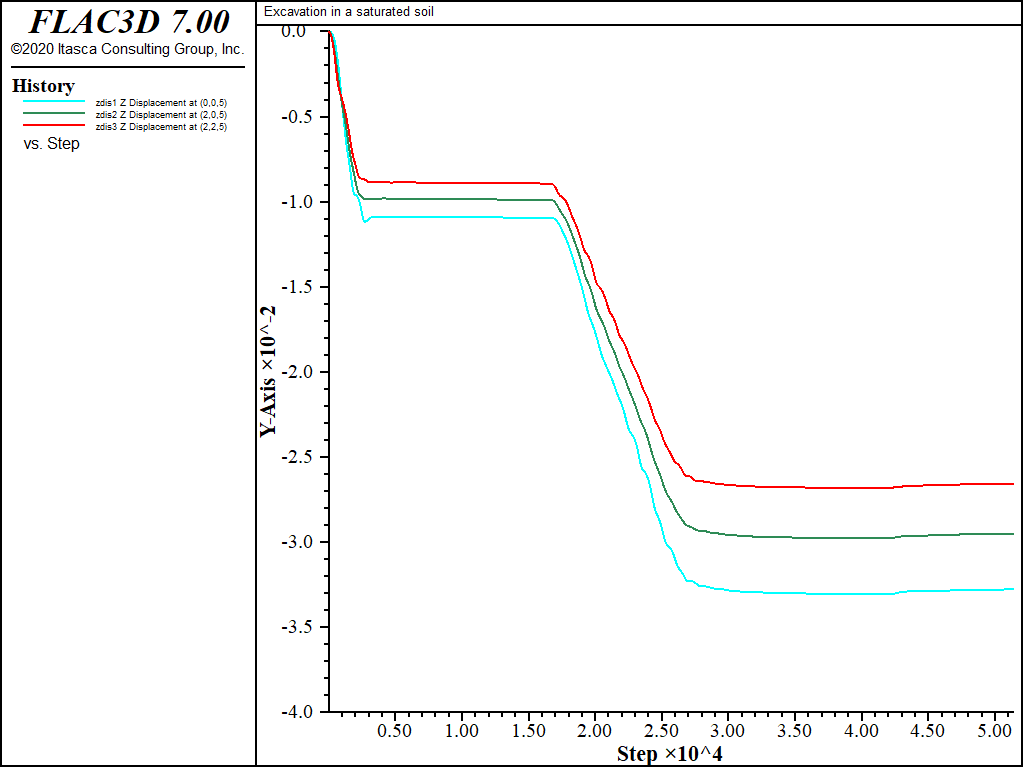 FLAC3D 7.00
©2020 Itasca Consulting Group, Inc.
History
zdis1 Z Displacement at (0,0,5)
zdis2 Z Displacement at (2,0,5)
zdis3 Z Displacement at (2,2,5)
vs. Step
Excavation in a saturated soil
0.0
-0.5
-1.0
-1.5
-2.0
-2.5
-3.0
-3.5
-4.0
Y-Axis ×10^-2
0.50 1.00 1.50 2.00 2.50 3.00 3.50 4.00 4.50 5.00
Step ×10^4